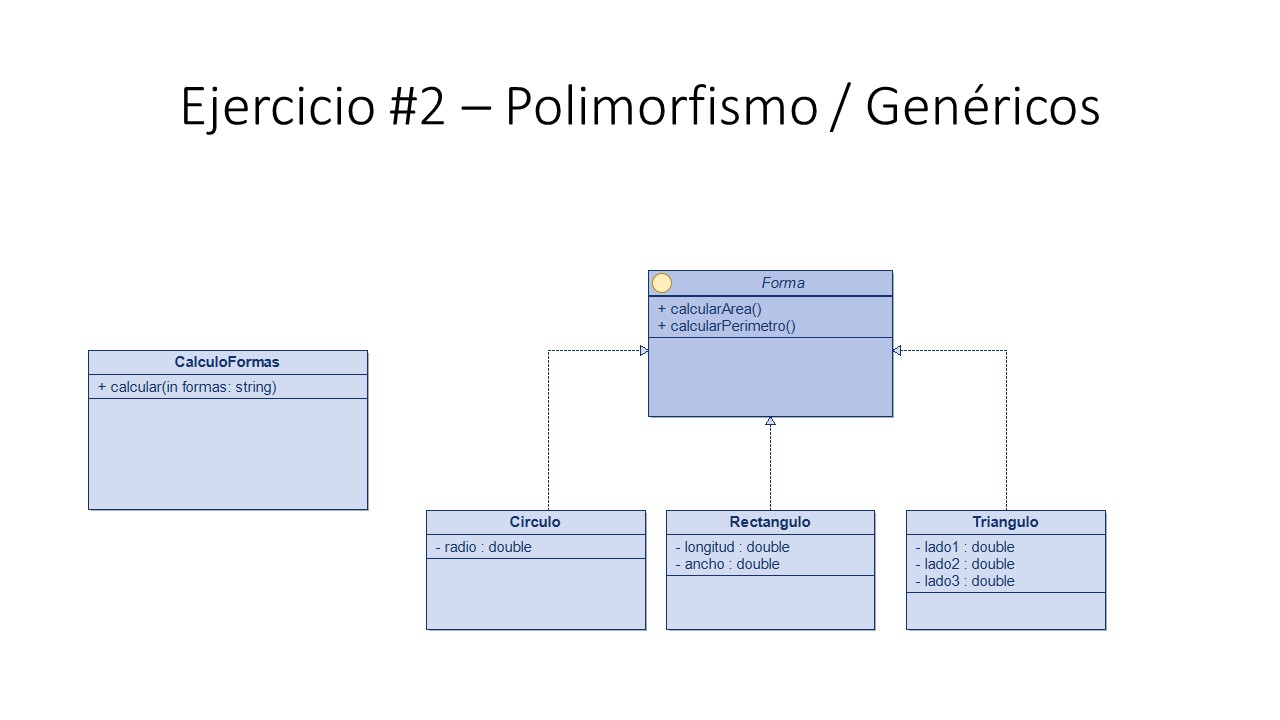 Ejercicio #2 – Polimorfismo / Genéricos
Forma
+ calcularArea()
+ calcularPerimetro()
CalculoFormas
+ calcular(in formas: string)
Circulo
- radio : double
Rectangulo
- longitud : double
- ancho : double
Triangulo
- lado1 : double
- lado2 : double
- lado3 : double